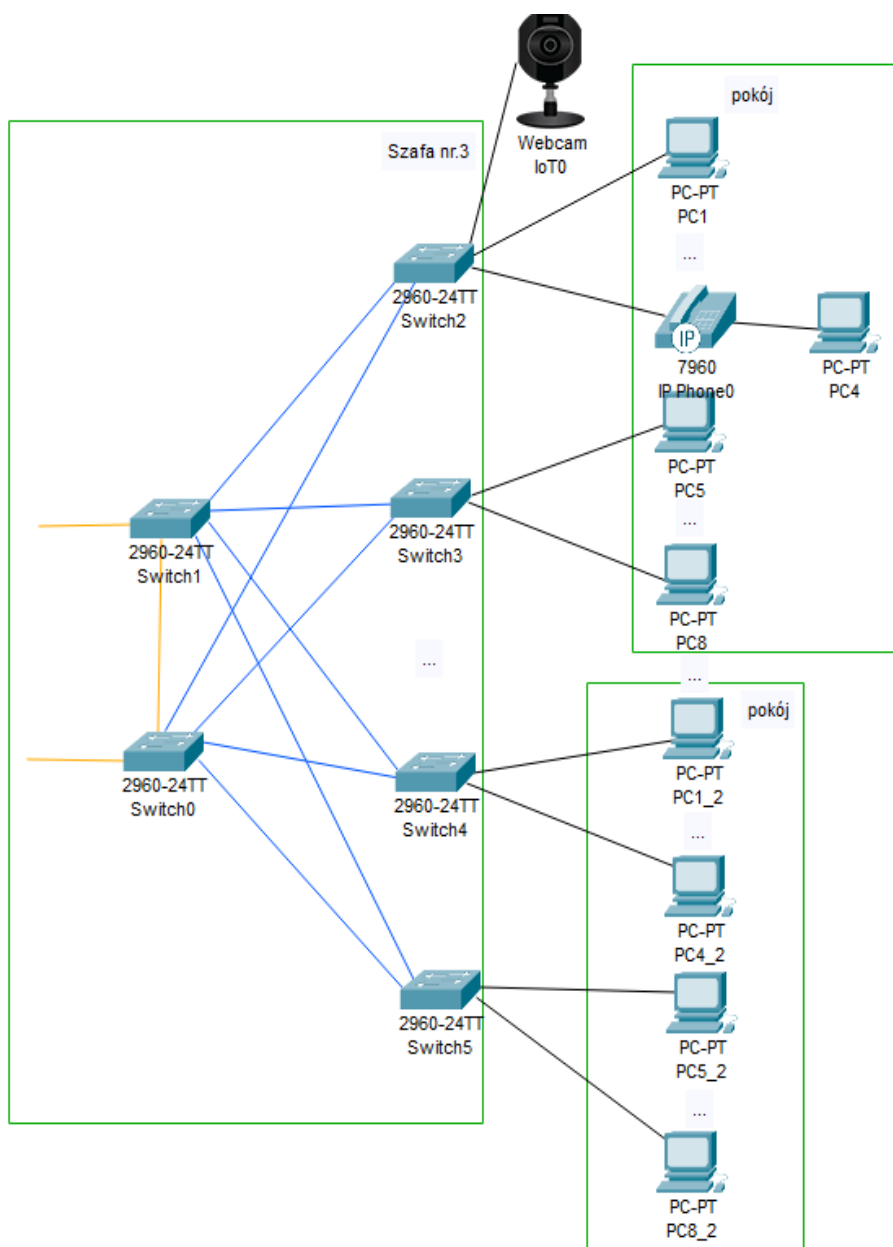 Webcam
IoT0
pokój
Szafa nr.3
PC-PT
PC1
...
2960-24TT
Switch2
IP
7960
IP Phone0
PC-PT
PC4
PC-PT
PC5
...
2960-24TT
Switch3
2960-24TT
Switch1
PC-PT
PC8
...
...
pokój
2960-24TT
Switch0
2960-24TT
Switch4
PC-PT
PC1_2
...
PC-PT
PC4_2
2960-24TT
Switch5
PC-PT
PC5_2
...
PC-PT
PC8_2